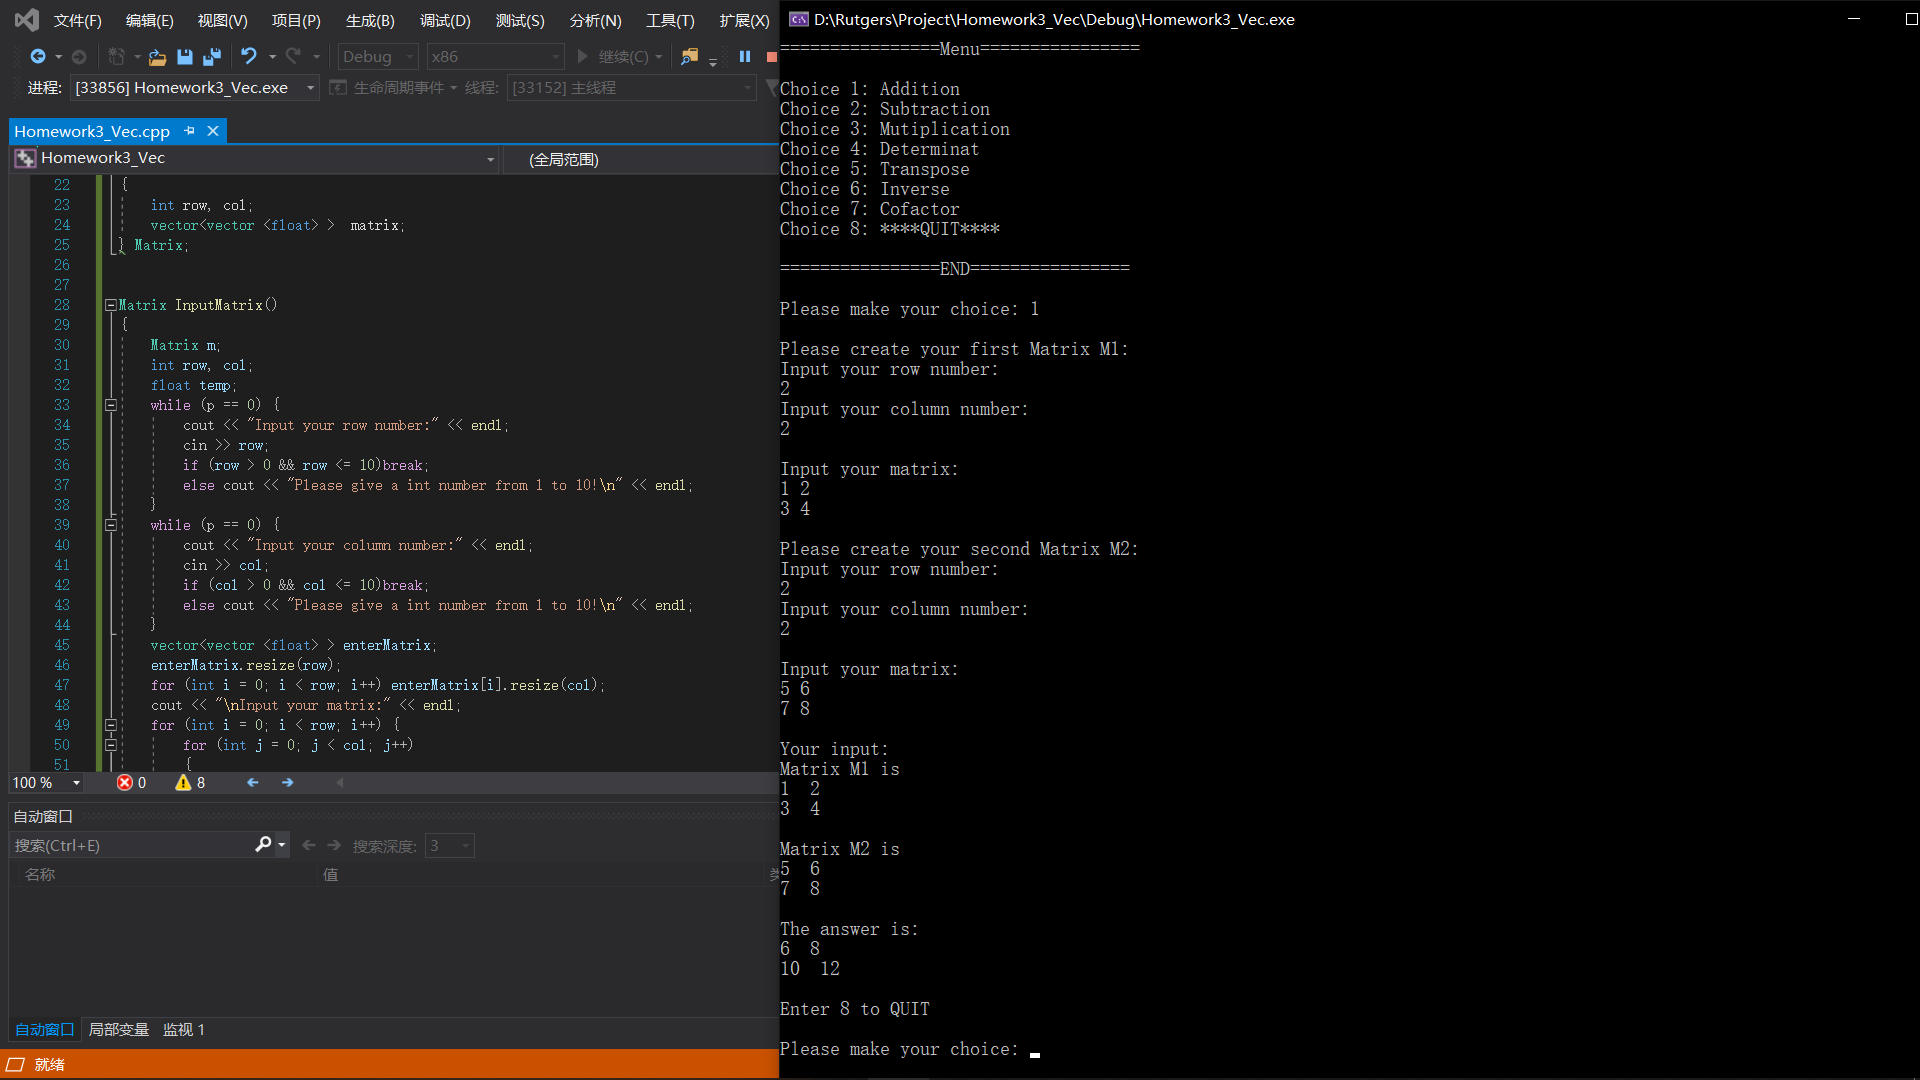 文件(F) 编辑(E) 视图(V) 项目(P) 生成(B) 调试(D) 测试(S) 分析(N) 工具(T) 扩展(X)
Debug x86 继续(C)
进程: [33856] Homework3_Vec.exe 生命周期事件 线程: [33152] 主线程
Homework3_Vec.cpp
Homework3_Vec (全局范围)
22 {
23 int row, col;
24 vector<vector <float> > matrix;
25 } Matrix;
26
27
28 Matrix InputMatrix()
29 {
30 Matrix m;
31 int row, col;
32 float temp;
33 while (p == 0) {
34 cout << "Input your row number:" << endl;
35 cin >> row;
36 if (row > 0 && row <= 10)break;
37 else cout << "Please give a int number from 1 to 10!\n" << endl;
38 }
39 while (p == 0) {
40 cout << "Input your column number:" << endl;
41 cin >> col;
42 if (col > 0 && col <= 10)break;
43 else cout << "Please give a int number from 1 to 10!\n" << endl;
44 }
45 vector<vector <float> > enterMatrix;
46 enterMatrix.resize(row);
47 for (int i = 0; i < row; i++) enterMatrix[i].resize(col);
48 cout << "\nInput your matrix:" << endl;
49 for (int i = 0; i < row; i++) {
50 for (int j = 0; j < col; j++)
51 {
100 % 0 8
自动窗口
搜索(Ctrl+E) 搜索深度: 3
名称 值
自动窗口 局部变量 监视 1
就绪
D:\Rutgers\Project\Homework3_Vec\Debug\Homework3_Vec.exe
================Menu================
Choice 1: Addition
Choice 2: Subtraction
Choice 3: Mutiplication
Choice 4: Determinat
Choice 5: Transpose
Choice 6: Inverse
Choice 7: Cofactor
Choice 8: ****QUIT****
================END================
Please make your choice: 1
Please create your first Matrix M1:
Input your row number:
2
Input your column number:
2
Input your matrix:
1 2
3 4
Please create your second Matrix M2:
Input your row number:
2
Input your column number:
2
Input your matrix:
5 6
7 8
Your input:
Matrix M1 is
1 2
3 4
Matrix M2 is
5 6
7 8
The answer is:
6 8
10 12
Enter 8 to QUIT
Please make your choice: